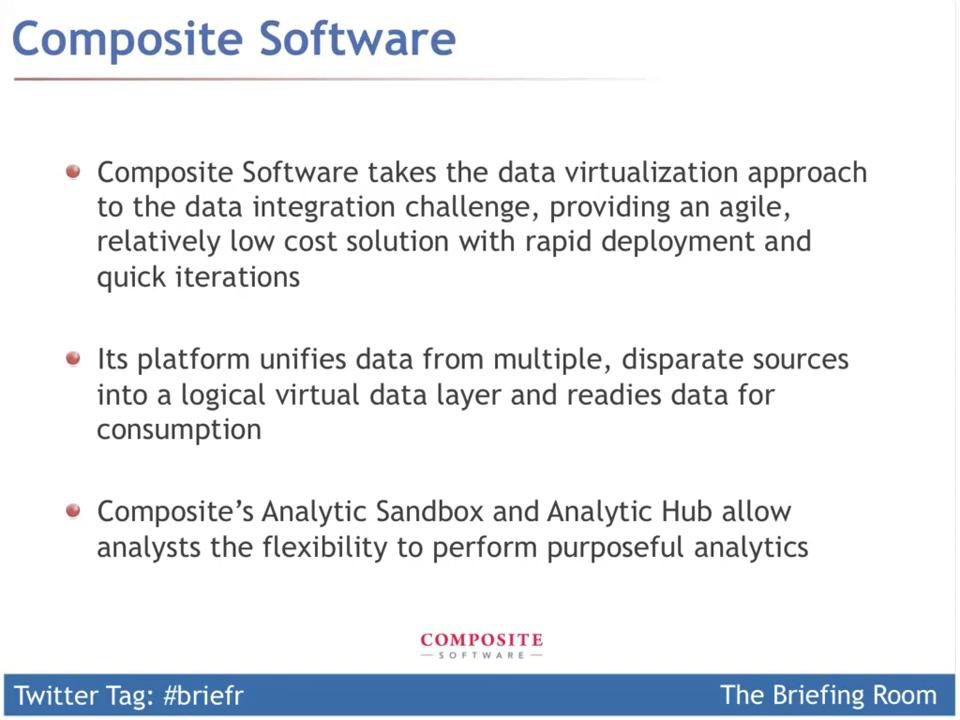 Composite Software
Composite Software takes the data virtualization approach
to the data integration challenge, providing an agile,
relatively low cost solution with rapid deployment and
quick iterations
Its platform unifies data from multiple, disparate sources
into a logical virtual data layer and readies data for
consumption
Composite’s Analytic Sandbox and Analytic Hub allow
analysts the flexibility to perform purposeful analytics
COMPOSITE
SOFTWARE
Twitter Tag: #briefr
The Briefing Room